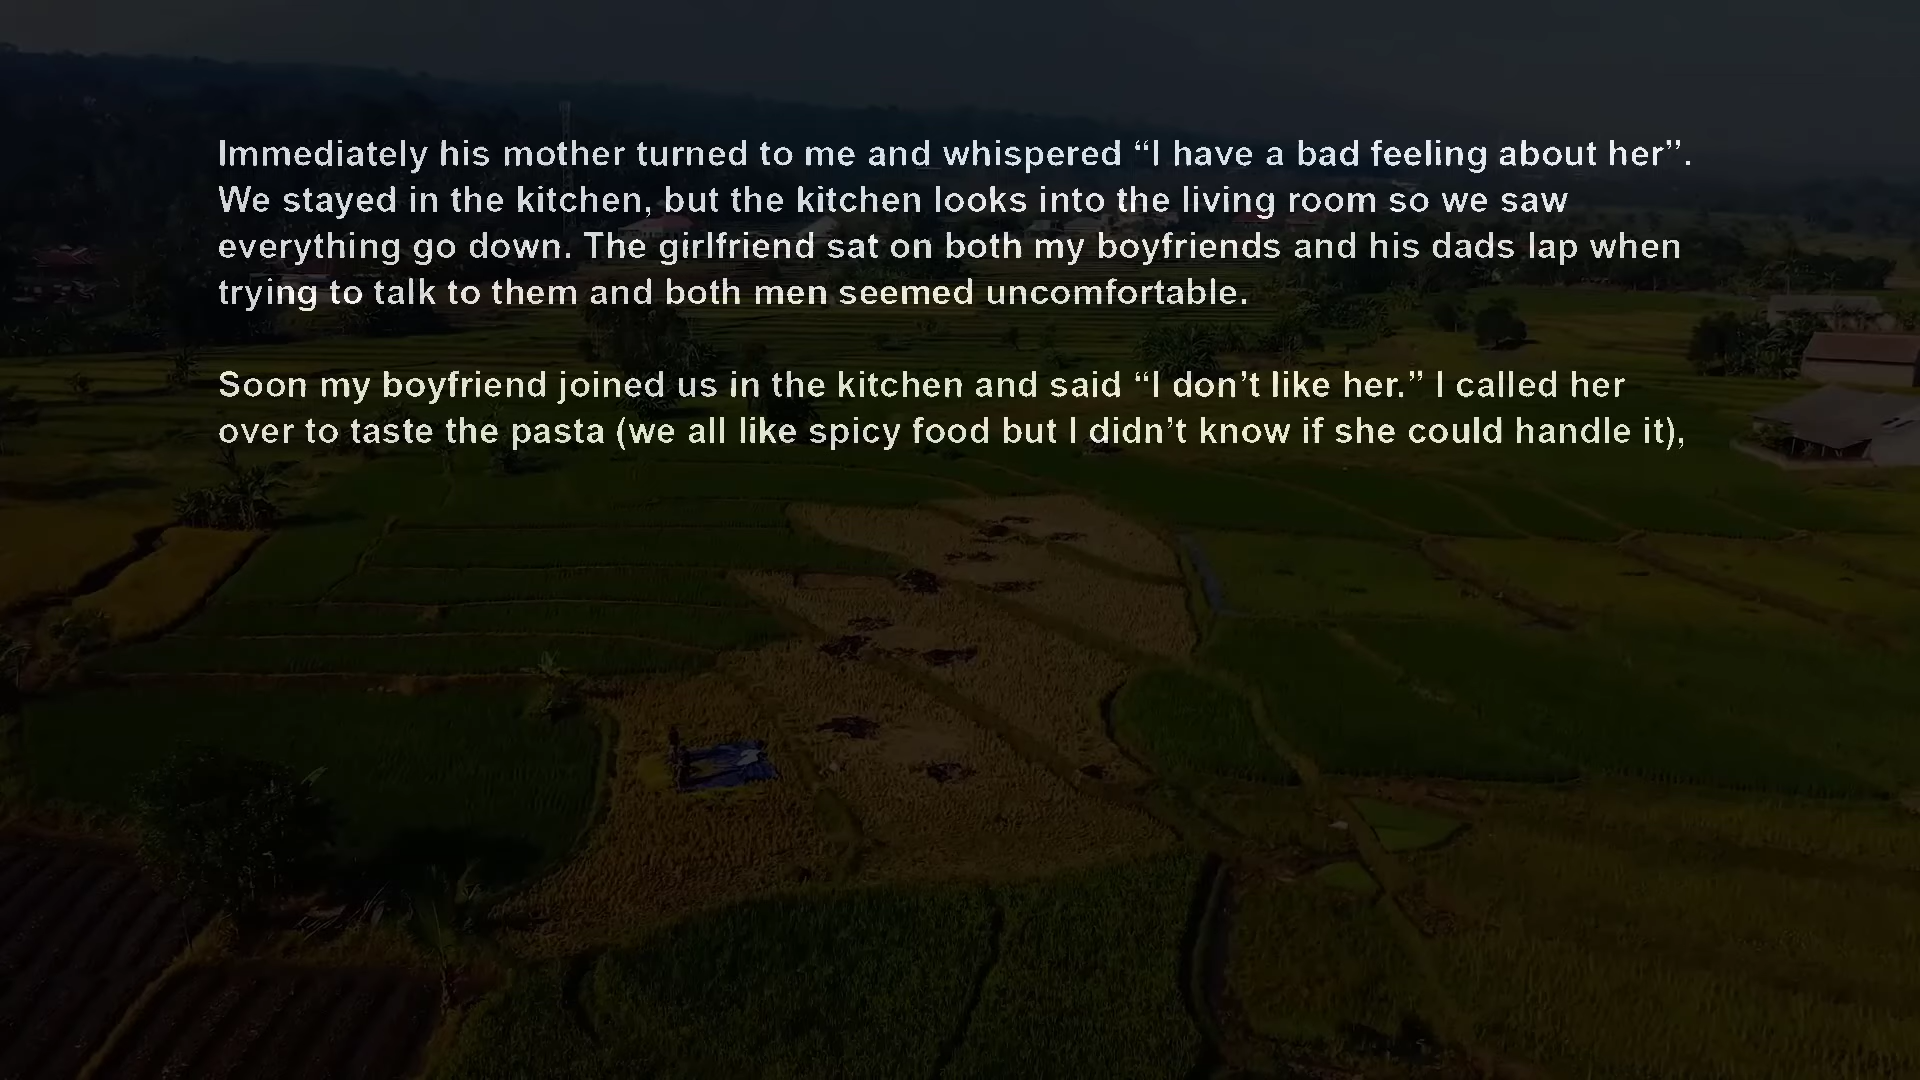 Immediately his mother turned to me and whispered “I have a bad feeling about her”.
We stayed in the kitchen, but the kitchen looks into the living room so we saw
everything go down. The girlfriend sat on both my boyfriends and his dads lap when
trying to talk to them and both men seemed uncomfortable.
Soon my boyfriend joined us in the kitchen and said “I don’t like her.” I called her
over to taste the pasta (we all like spicy food but I didn’t know if she could handle it),